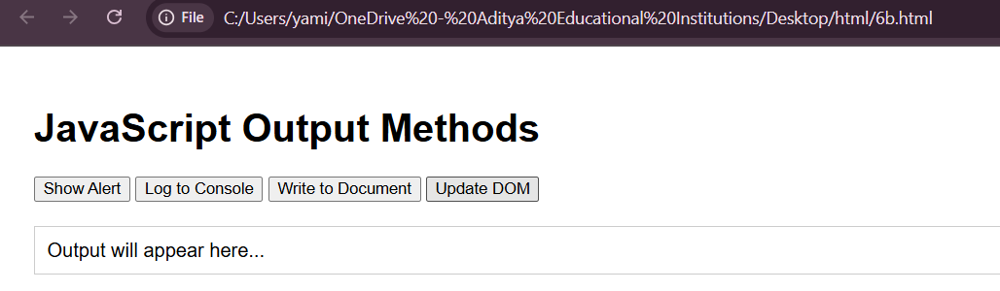 File C:/Users/yami/OneDrive%20-%20Aditya%20Educational%20Institutions/Desktop/html/6b.html
JavaScript Output Methods
Show Alert Log to Console Write to Document Update DOM
Output will appear here...